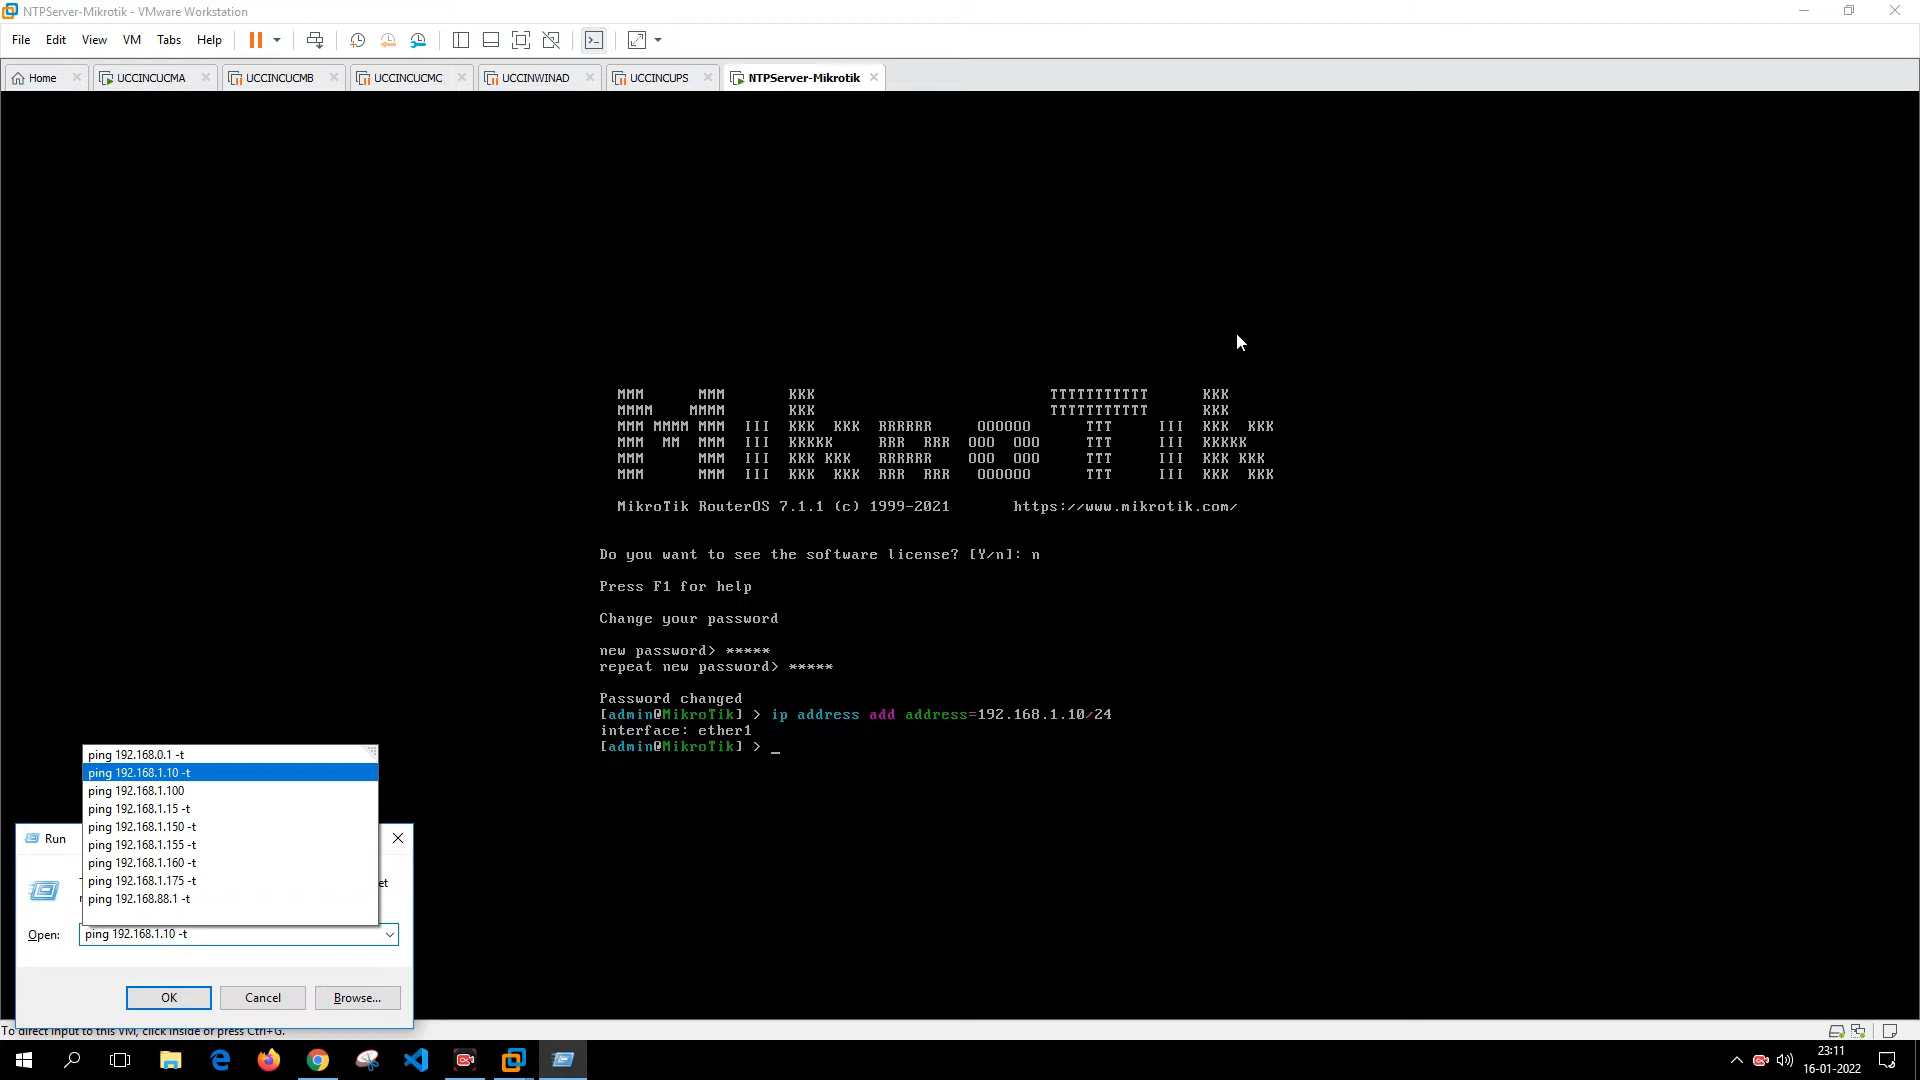 NTPServer-Mikrotik - VMware Workstation
File Edit View VM Tabs Help
Home UCCINCUCMA UCCINCUCMB UCCINCUCMC UCCINWINAD UCCINCUPS NTPServer-Mikrotik
MMM MMM KKK TTTTTTTTTTT KKK
MMMM MMMM KKK TTTTTTTTTTT KKK
MMM MMMM MMM III KKK KKK RRRRRR OOOOOO TTT III KKK KKK
MMM MM MMM III KKKKK RRR RRR OOO OOO TTT III KKKKK
MMM MMM III KKK KKK RRRRRR OOO OOO TTT III KKK KKK
MMM MMM III KKK KKK RRR RRR OOOOOO TTT III KKK KKK
MikroTik RouterOS 7.1.1 (c) 1999-2021 https://www.mikrotik.com/
Do you want to see the software license? [Y/n]: n
Press F1 for help
Change your password
new password> *****
repeat new password> *****
Password changed
[admin@MikroTik] > ip address add address=192.168.1.10/24
interface: ether1
[admin@MikroTik] > _
ping 192.168.0.1 -t
ping 192.168.1.10 -t
ping 192.168.1.100
ping 192.168.1.15 -t
ping 192.168.1.150 -t
ping 192.168.1.155 -t
ping 192.168.1.160 -t
ping 192.168.1.175 -t
ping 192.168.88.1 -t
Run
Open: ping 192.168.1.10 -t
OK Cancel Browse...
To direct input to this VM, click inside or press Ctrl+G.
23:11
16-01-2022